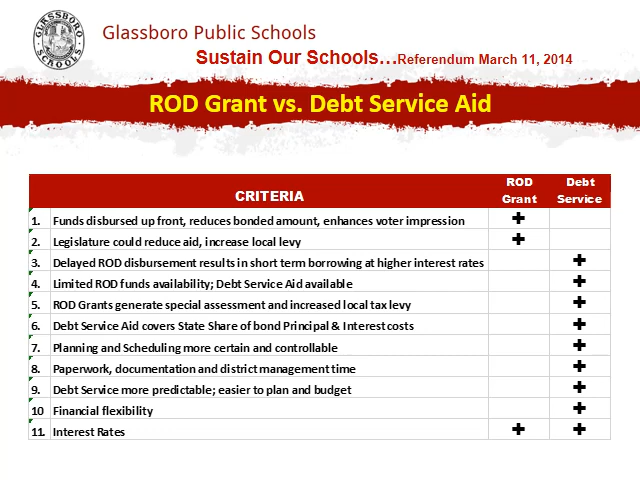 GLASSBORO
SCHOOLS
Glassboro Public Schools
Sustain Our Schools…Referendum March 11, 2014
ROD Grant vs. Debt Service Aid
CRITERIA ROD Grant Debt Service
1. Funds disbursed up front, reduces bonded amount, enhances voter impression +
2. Legislature could reduce aid, increase local levy +
3. Delayed ROD disbursement results in short term borrowing at higher interest rates +
4. Limited ROD funds availability; Debt Service Aid available +
5. ROD Grants generate special assessment and increased local tax levy +
6. Debt Service Aid covers State Share of bond Principal & Interest costs +
7. Planning and Scheduling more certain and controllable +
8. Paperwork, documentation and district management time +
9. Debt Service more predictable; easier to plan and budget +
10 Financial flexibility +
11. Interest Rates + +